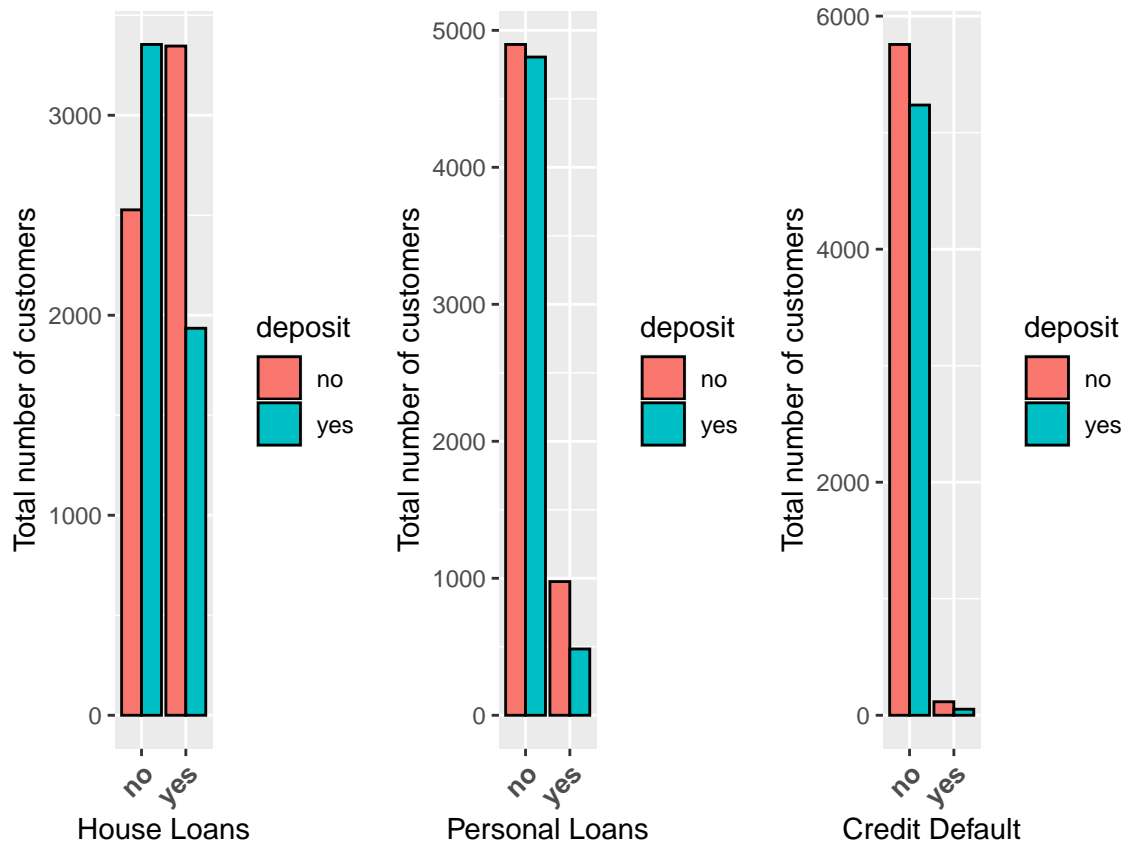 Total number of customers
3000
2000
1000
0
no
yes
House Loans
deposit
no
yes
Total number of customers
5000
4000
3000
2000
1000
0
no
yes
Personal Loans
deposit
no
yes
Total number of customers
6000
4000
2000
0
no
yes
Credit Default
deposit
no
yes